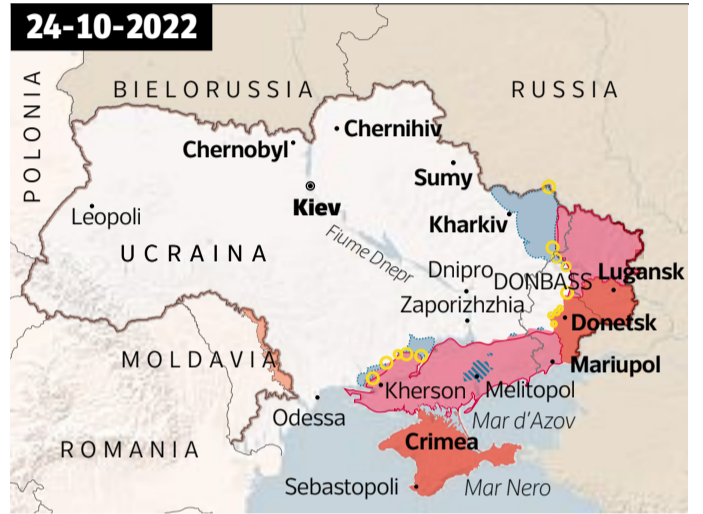 24-10-2022
BIELORUSSIA
RUSSIA
POLONIA
Chernihiv
Chernobyl
Sumy
Kiev
Leopoli
Kharkiv
UCRAINA
Fiume Dnepr
Dnipro
DONBASS
Lugansk
Zaporizhzhia
Donetsk
MOLDAVIA
Mariupol
Kherson
Melitopol
Odessa
Mar d'Azov
ROMANIA
Crimea
Sebastopoli
Mar Nero